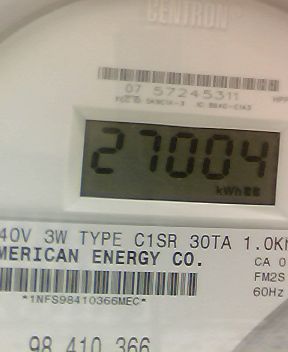 CENTRON
07 57245311
27004
kWh
40V 3W TYPE C1SR 30TA 1.0K
MERICAN ENERGY CO.
CA 0
FM2S
60Hz
*1NFS98410366MEC*
98 410 366